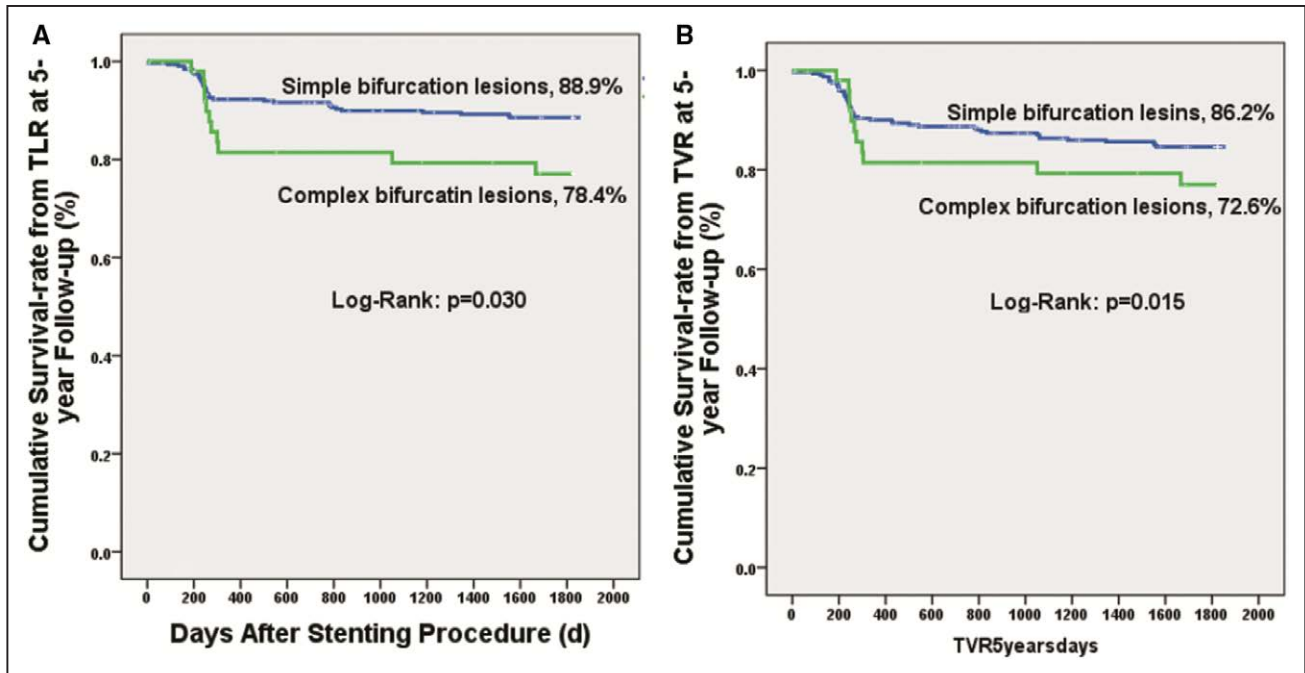 A
Cumulative Survival-rate from TLR at 5-
year Follow-up (%)
1.0
0.8
0.6
0.4
0.2
0.0
Simple bifurcation lesions, 88.9%
Complex bifurcatin lesions, 78.4%
Log-Rank: p=0.030
0 200 400 600 800 1000 1200 1400 1600 1800 2000
Days After Stenting Procedure (d)
B
Cumulative Survival-rate from TVR at 5-
year Follow-up (%)
1.0
0.8
0.6
0.4
0.2
0.0
Simple bifurcation lesins, 86.2%
Complex bifurcation lesions, 72.6%
Log-Rank: p=0.015
0 200 400 600 800 1000 1200 1400 1600 1800 2000
TVR5yearsdays